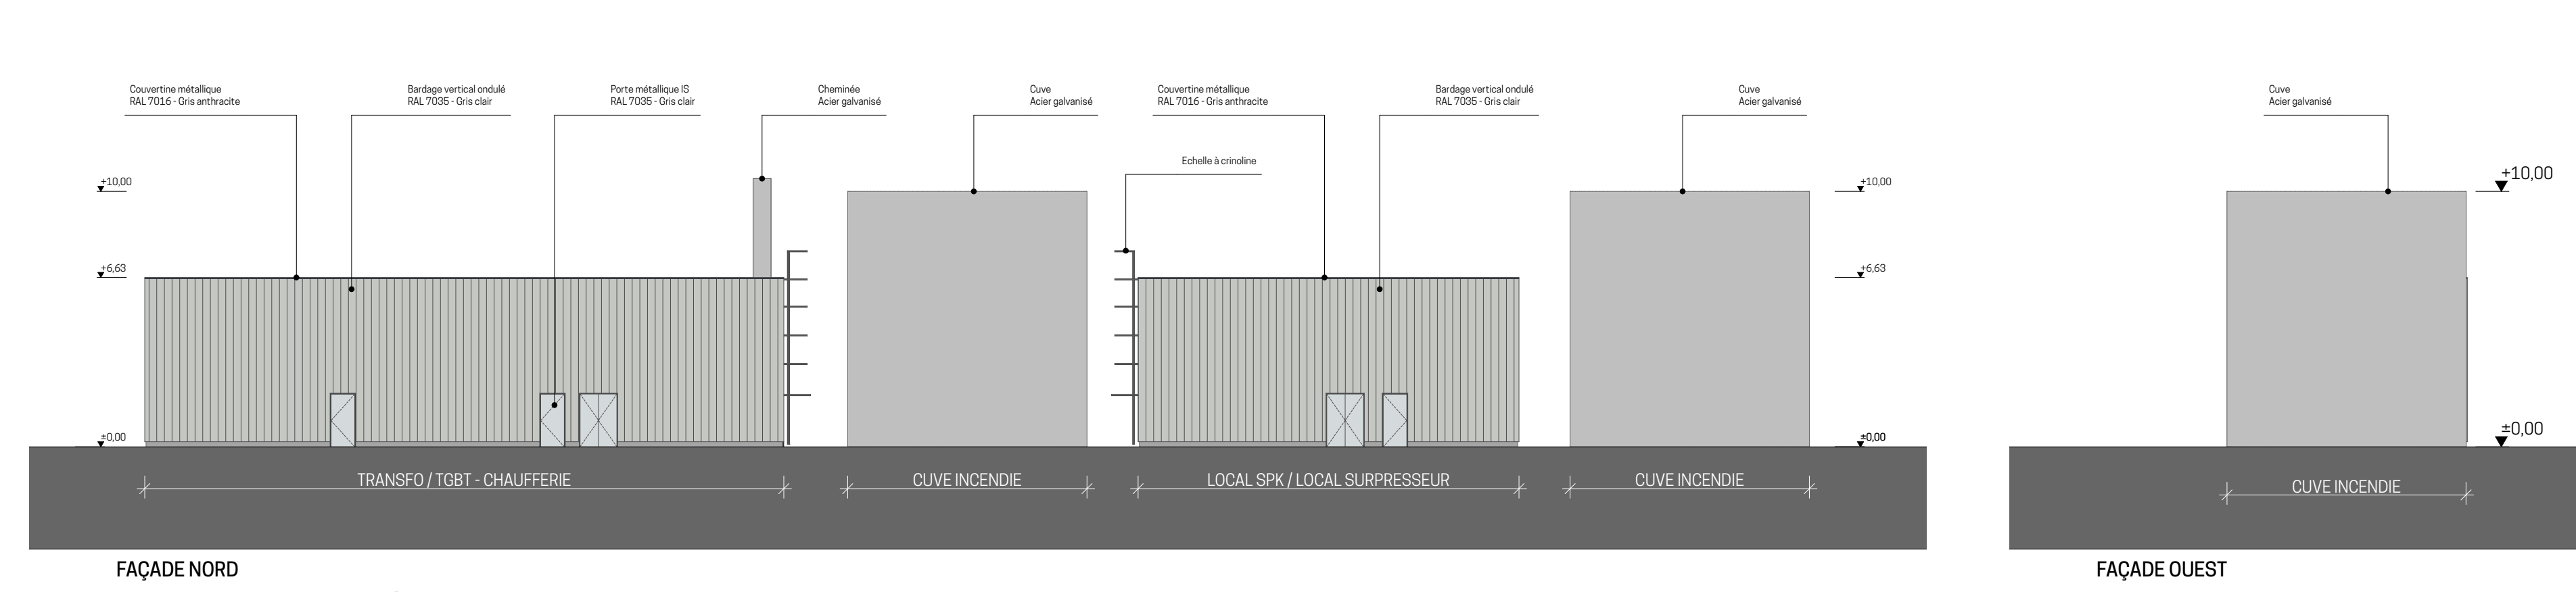 Couvertine métallique
RAL 7016 - Gris anthracite
Bardage vertical ondulé
RAL 7035 - Gris clair
Porte métallique IS
RAL 7035 - Gris clair
Cheminée
Acier galvanisé
Cuve
Acier galvanisé
Couvertine métallique
RAL 7016 - Gris anthracite
Bardage vertical ondulé
RAL 7035 - Gris clair
Cuve
Acier galvanisé
Cuve
Acier galvanisé
Echelle à crinoline
+10,00
+10,00
+10,00
+6,63
+6,63
±0,00
±0,00
±0,00
TRANSFO / TGBT - CHAUFFERIE
CUVE INCENDIE
LOCAL SPK / LOCAL SURPRESSEUR
CUVE INCENDIE
CUVE INCENDIE
FAÇADE NORD
FAÇADE OUEST